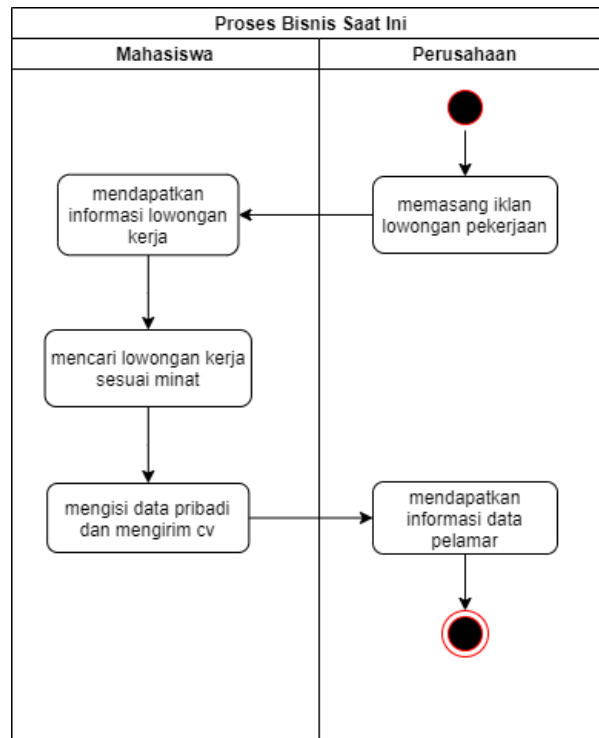 Proses Bisnis Saat Ini
Mahasiswa
Perusahaan
memasang iklan
lowongan pekerjaan
mendapatkan
informasi lowongan
kerja
mencari lowongan kerja
sesuai minat
mengisi data pribadi
dan mengirim cv
mendapatkan
informasi data
pelamar